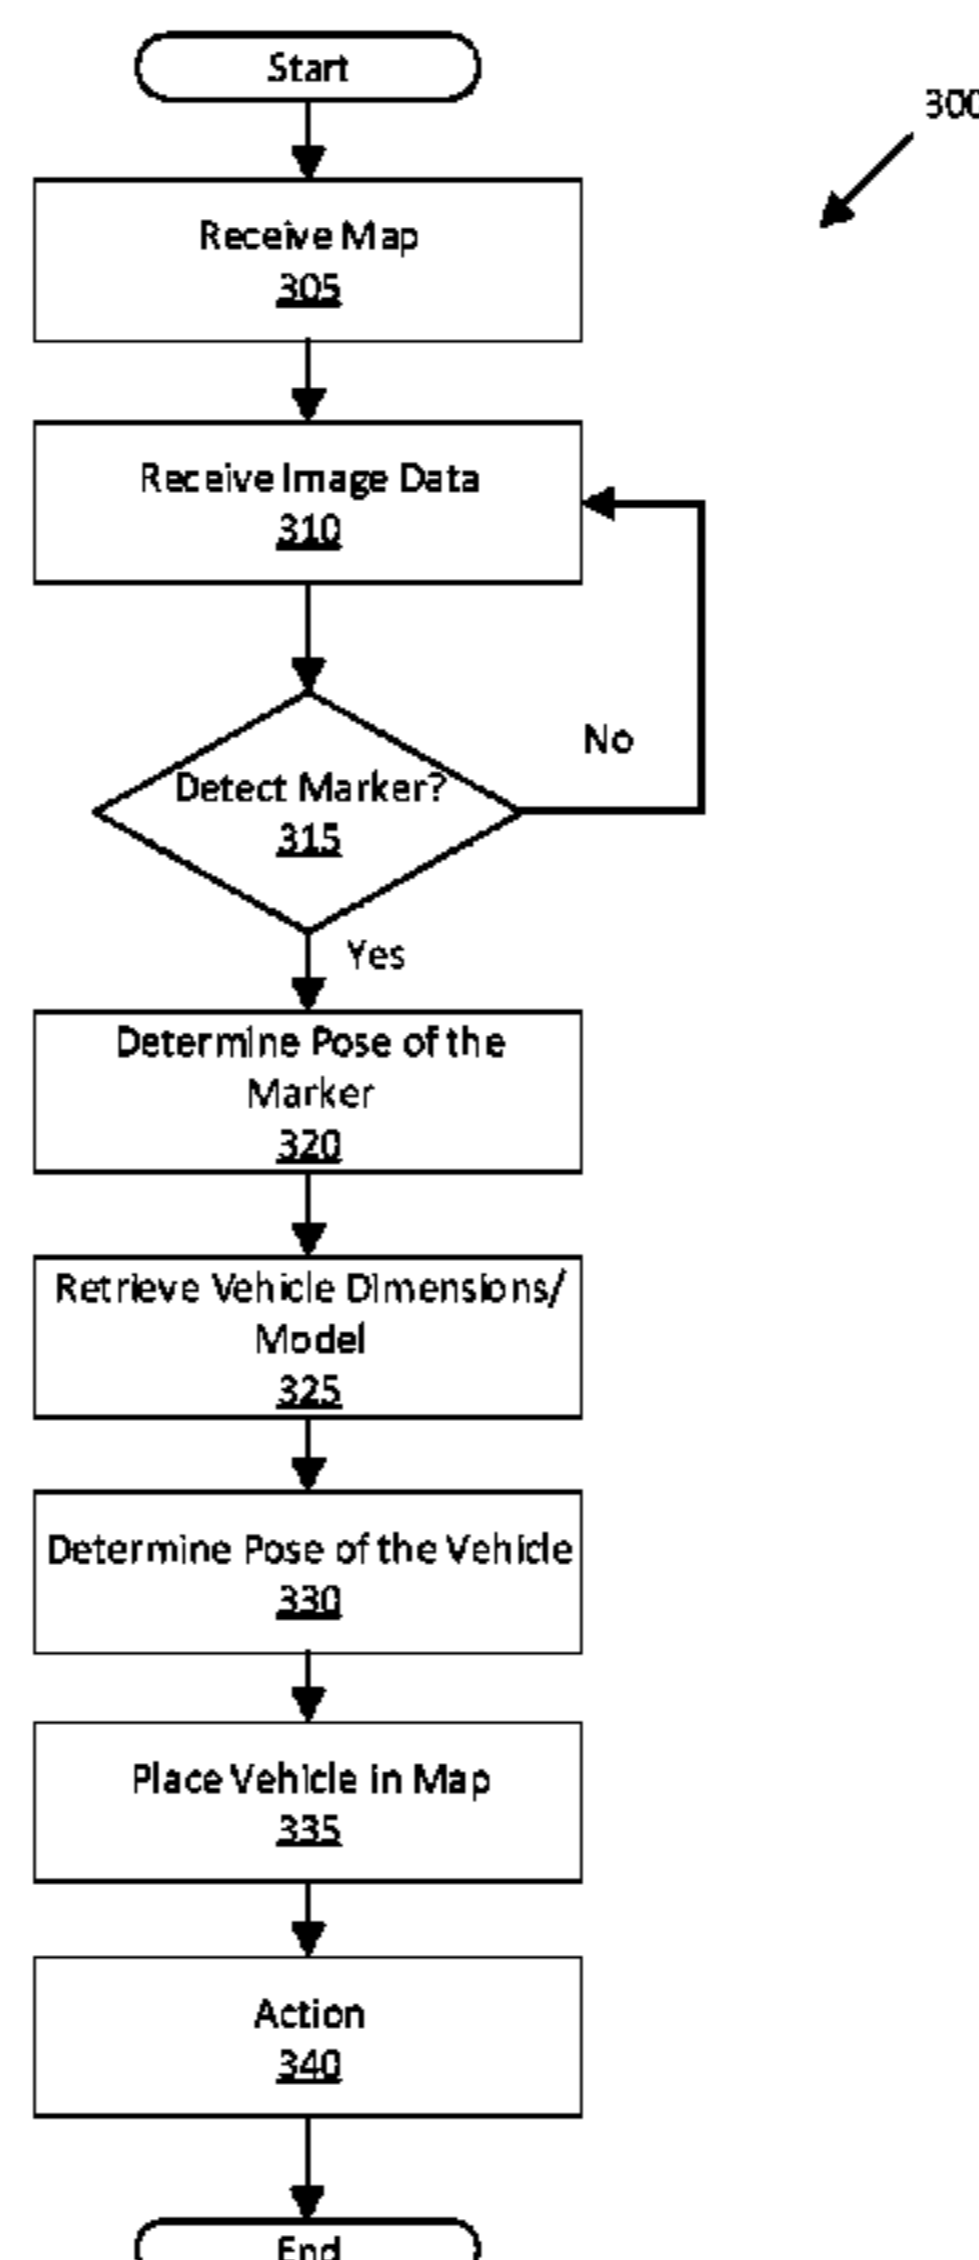 Start
300
Receive Map
305
Receive Image Data
310
No
Detect Marker?
315
Yes
Determine Pose of the
Marker
320
Retrieve Vehicle Dimensions/
Model
325
Determine Pose of the Vehicle
330
Place Vehicle in Map
335
Action
340
End